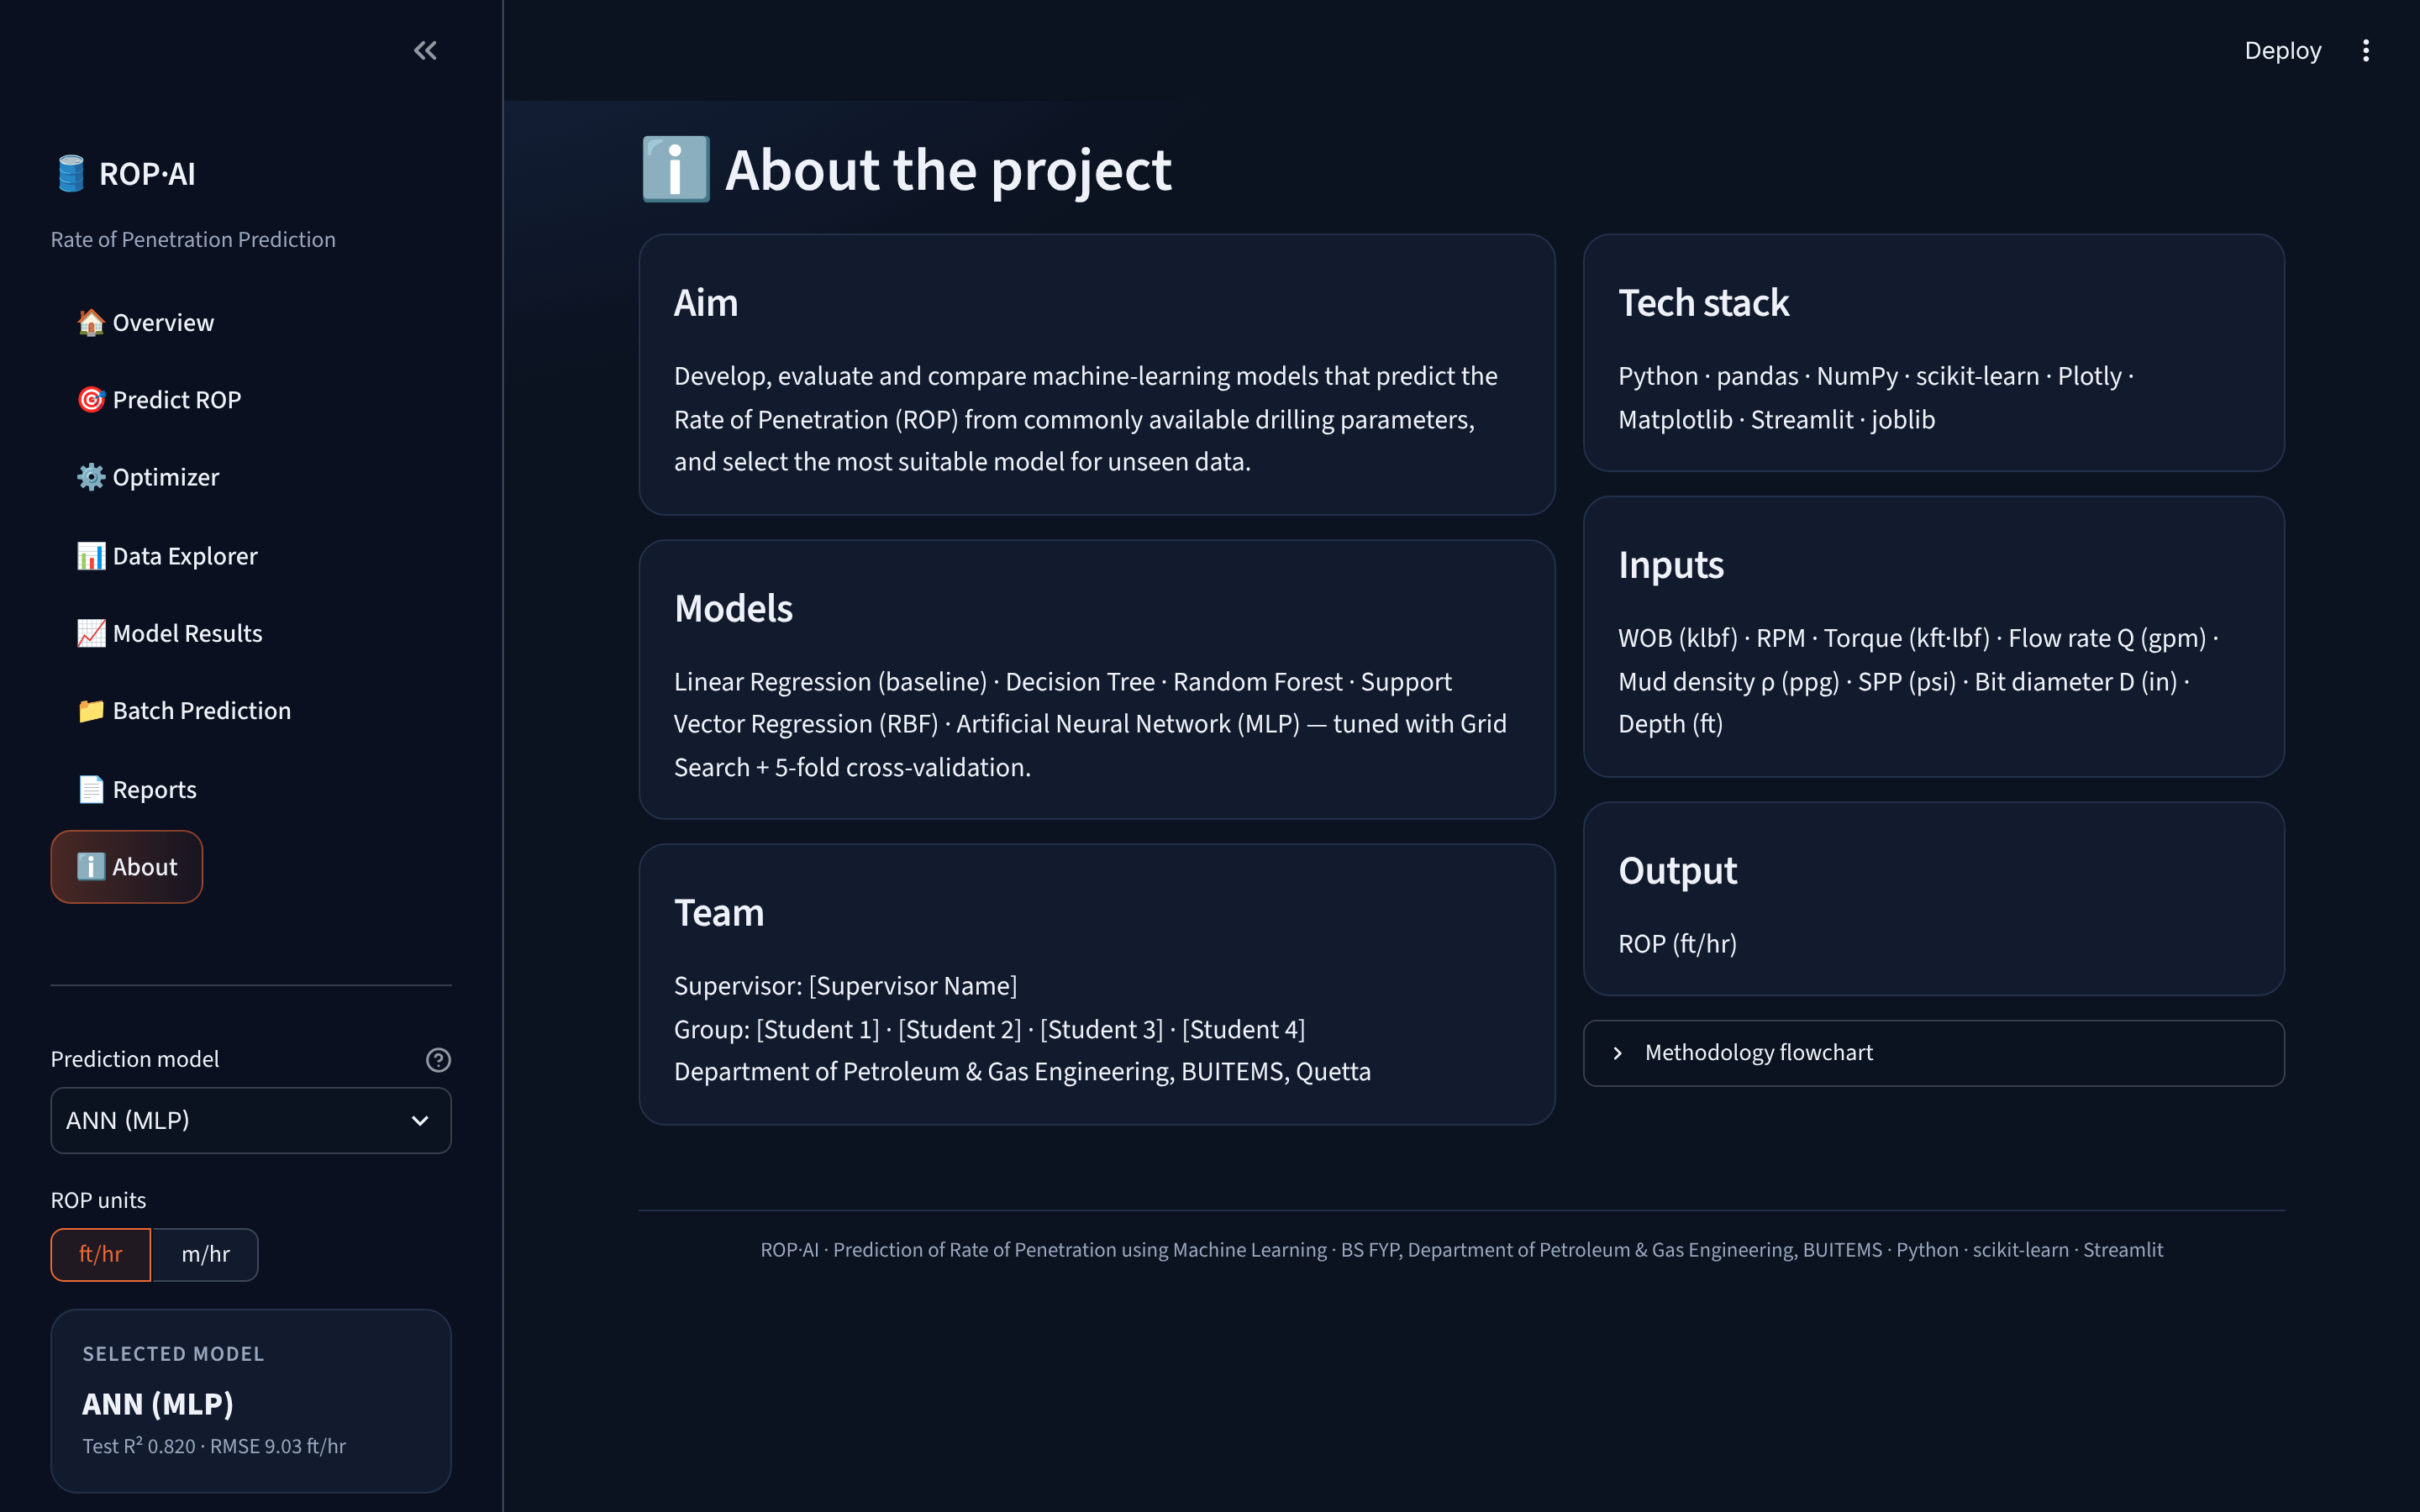 Deploy
ROP·AI
Rate of Penetration Prediction
Overview
Predict ROP
Optimizer
Data Explorer
Model Results
Batch Prediction
Reports
About
Prediction model
ANN (MLP)
ROP units
ft/hr
m/hr
SELECTED MODEL
ANN (MLP)
Test R² 0.820 · RMSE 9.03 ft/hr
About the project
Aim
Develop, evaluate and compare machine-learning models that predict the
Rate of Penetration (ROP) from commonly available drilling parameters,
and select the most suitable model for unseen data.
Models
Linear Regression (baseline) · Decision Tree · Random Forest · Support
Vector Regression (RBF) · Artificial Neural Network (MLP) — tuned with Grid
Search + 5-fold cross-validation.
Team
Supervisor: [Supervisor Name]
Group: [Student 1] · [Student 2] · [Student 3] · [Student 4]
Department of Petroleum & Gas Engineering, BUITEMS, Quetta
Tech stack
Python · pandas · NumPy · scikit-learn · Plotly ·
Matplotlib · Streamlit · joblib
Inputs
WOB (klbf) · RPM · Torque (kft·lbf) · Flow rate Q (gpm) ·
Mud density ρ (ppg) · SPP (psi) · Bit diameter D (in) ·
Depth (ft)
Output
ROP (ft/hr)
Methodology flowchart
ROP·AI · Prediction of Rate of Penetration using Machine Learning · BS FYP, Department of Petroleum & Gas Engineering, BUITEMS · Python · scikit-learn · Streamlit